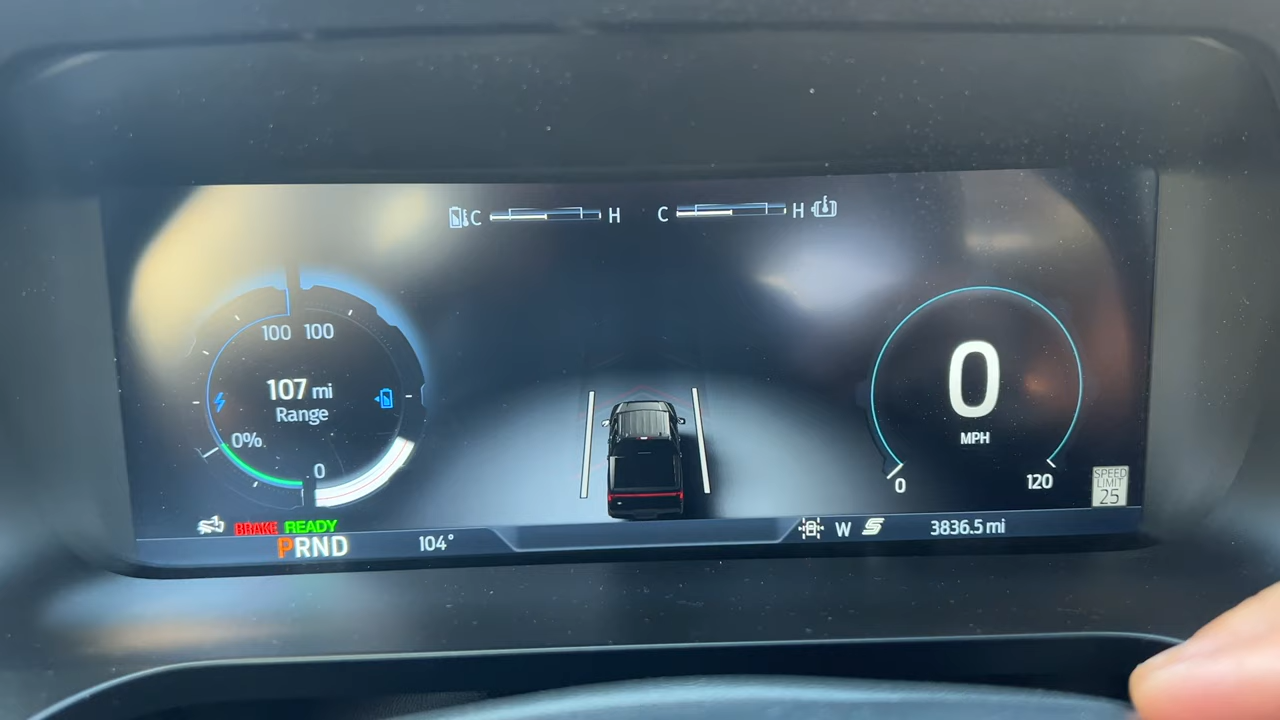 C H C H
100 100
107 mi
Range
0%
0
0
MPH
0 120
SPEED
LIMIT
25
BRAKE READY
PRND 104° W 3836.5 mi